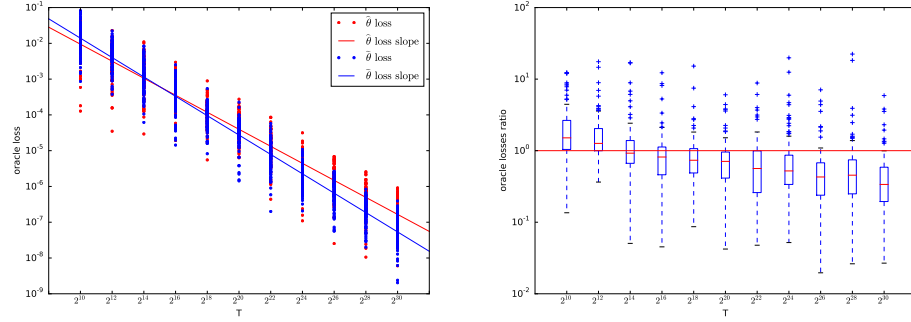 10^-1
10^-2
10^-3
10^-4
10^-5
10^-6
10^-7
10^-8
10^-9
oracle loss
2^10 2^12 2^14 2^16 2^18 2^20 2^22 2^24 2^26 2^28 2^30
T
θ̂ loss
θ̂ loss slope
θ̄ loss
θ̄ loss slope
10^2
10^1
10^0
10^-1
10^-2
oracle losses ratio
2^10 2^12 2^14 2^16 2^18 2^20 2^22 2^24 2^26 2^28 2^30
T